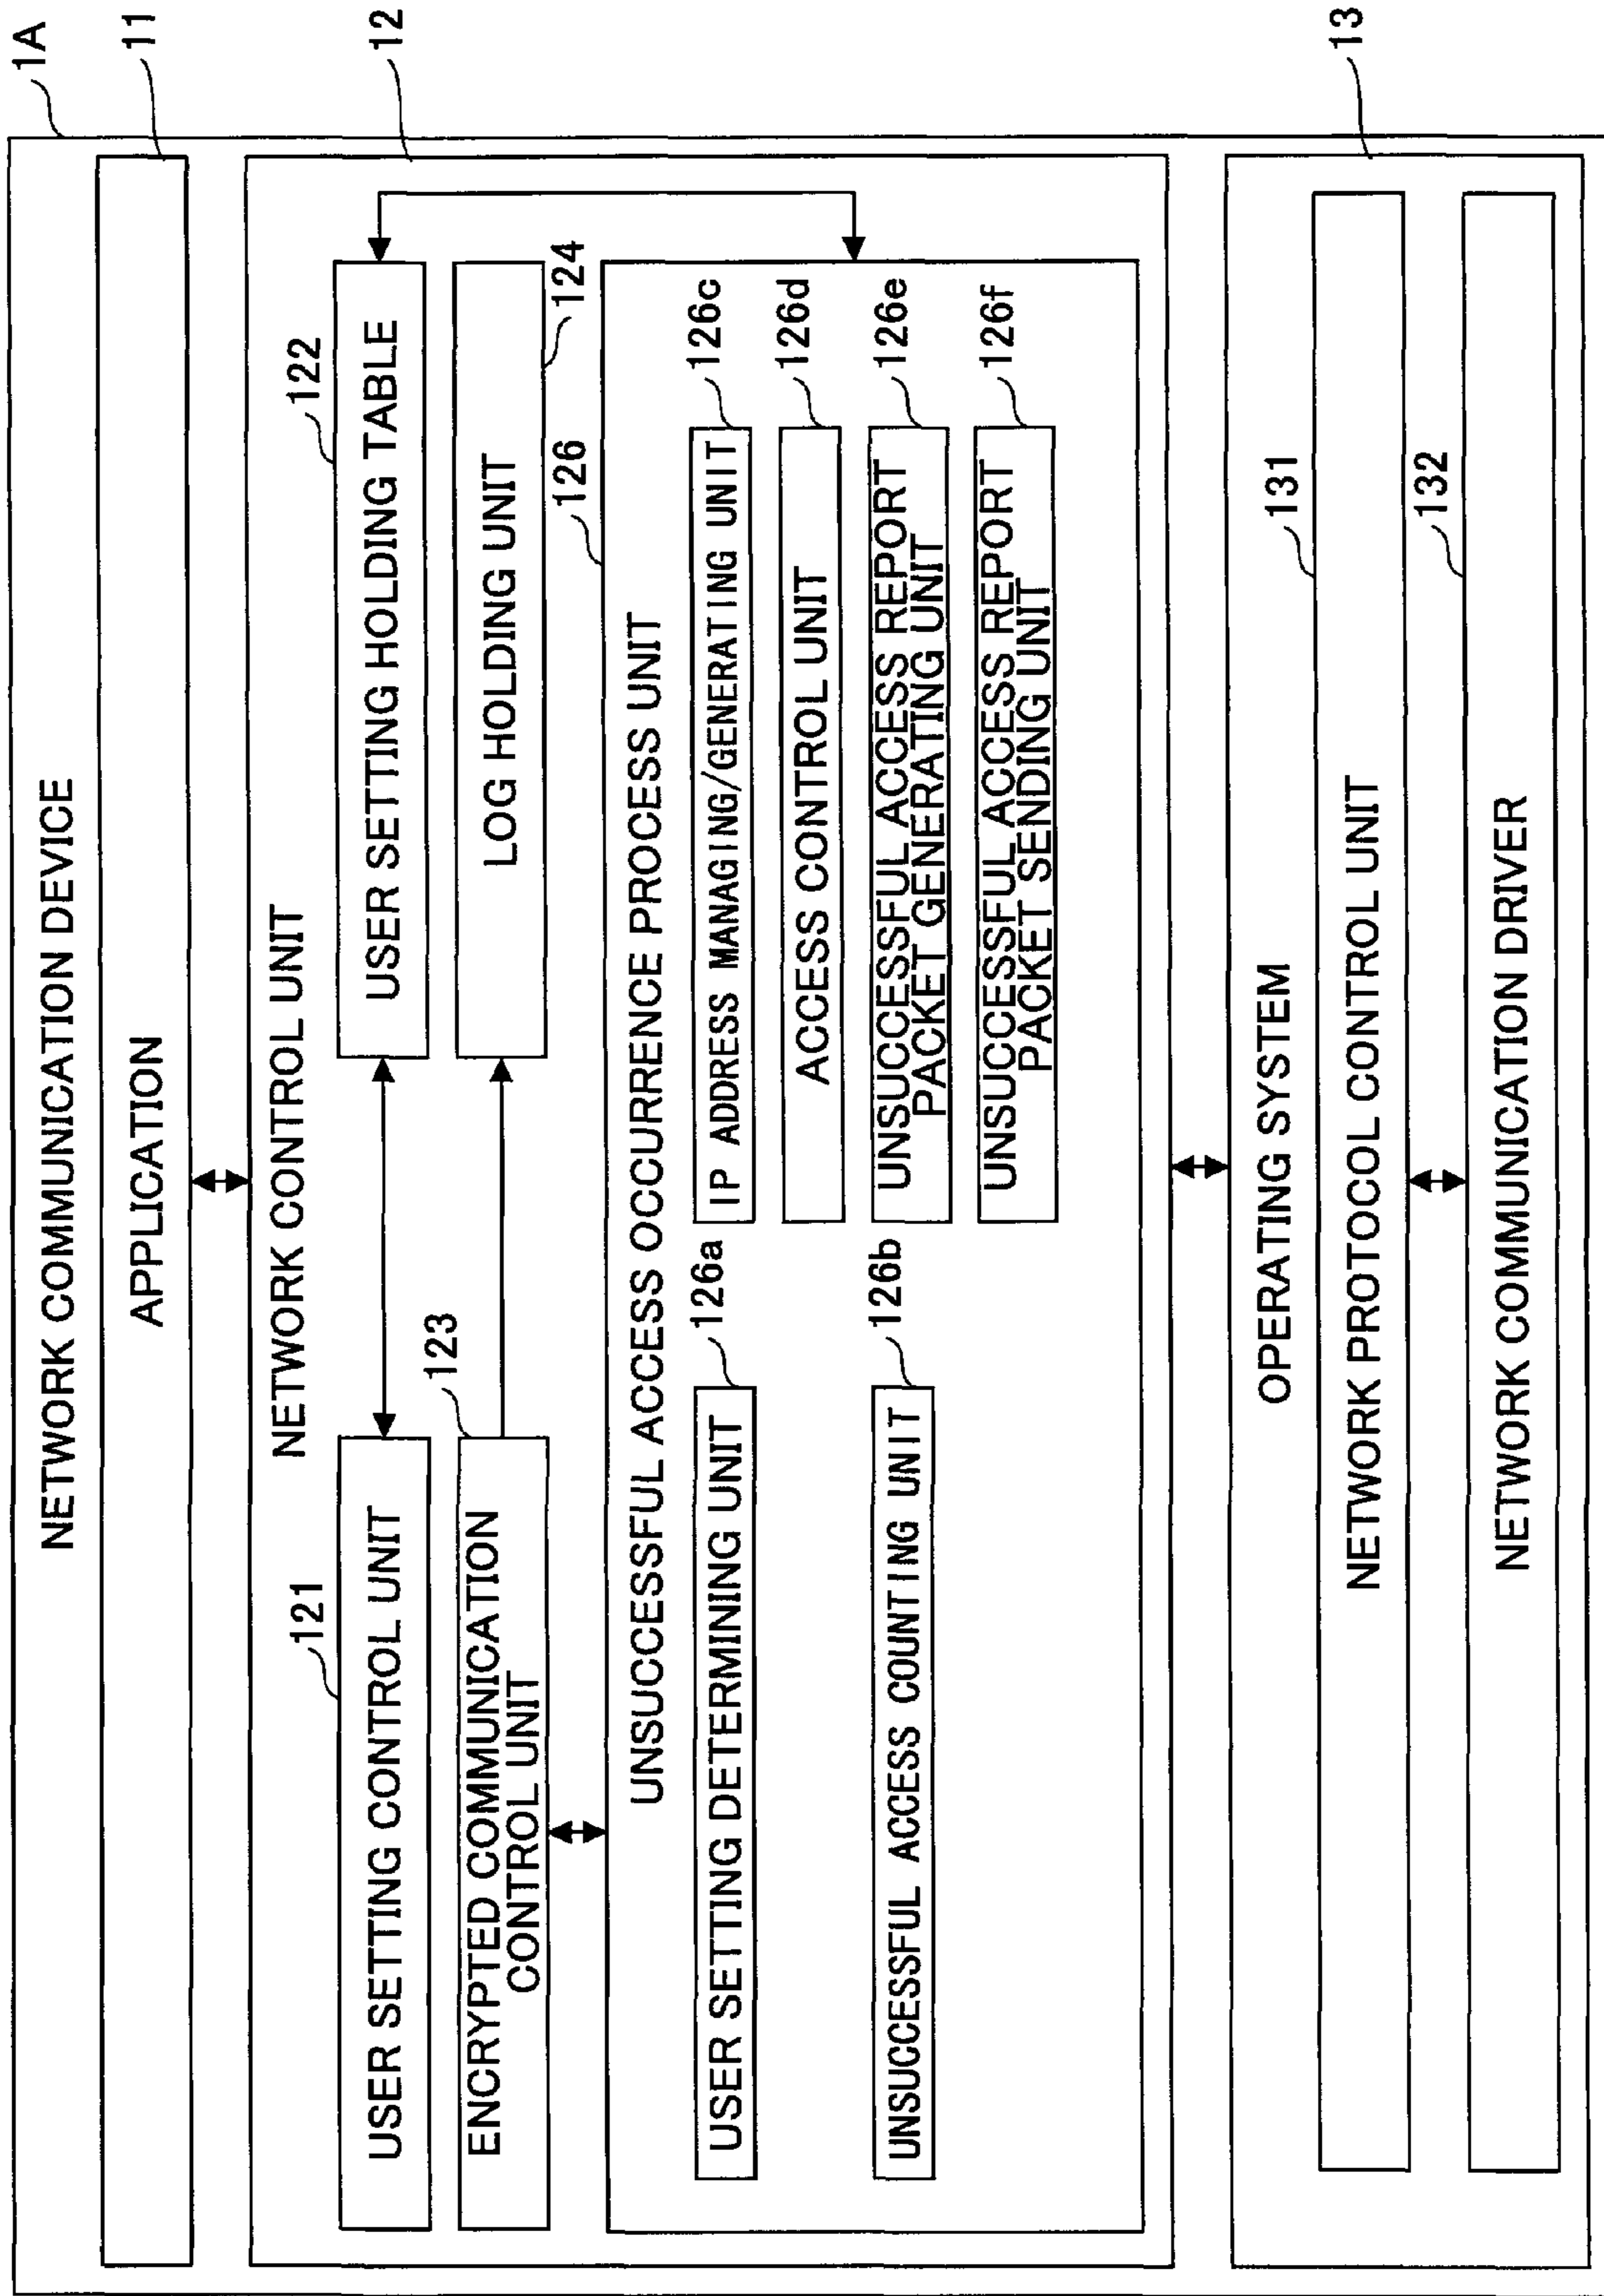 NETWORK COMMUNICATION DEVICE
1A
APPLICATION
11
NETWORK CONTROL UNIT
12
121
USER SETTING CONTROL UNIT
122
USER SETTING HOLDING TABLE
ENCRYPTED COMMUNICATION
CONTROL UNIT
123
LOG HOLDING UNIT
124
126
UNSUCCESSFUL ACCESS OCCURRENCE PROCESS UNIT
USER SETTING DETERMINING UNIT
126a
IP ADDRESS MANAGING/GENERATING UNIT
126c
ACCESS CONTROL UNIT
126d
UNSUCCESSFUL ACCESS COUNTING UNIT
126b
UNSUCCESSFUL ACCESS REPORT
PACKET GENERATING UNIT
126e
UNSUCCESSFUL ACCESS REPORT
PACKET SENDING UNIT
126f
OPERATING SYSTEM
13
131
NETWORK PROTOCOL CONTROL UNIT
132
NETWORK COMMUNICATION DRIVER